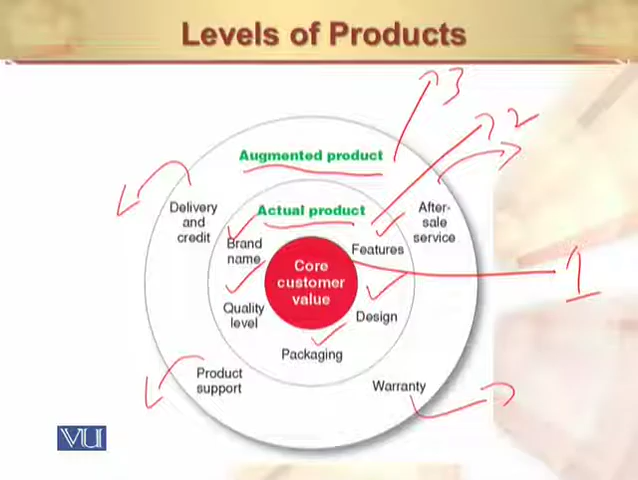 Levels of Products
3
2
Augmented product
Actual product
Delivery
and
credit
After-
sale
service
Brand
name
Features
Core
customer
value
1
Quality
level
Design
Packaging
Product
support
Warranty
VU